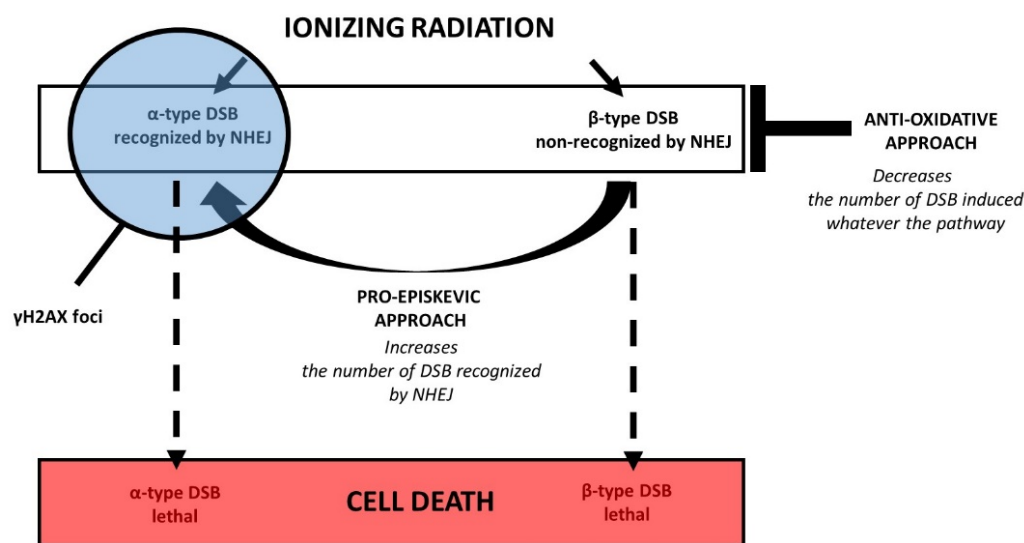 IONIZING RADIATION
α-type DSB
recognized by NHEJ
β-type DSB
non-recognized by NHEJ
ANTI-OXIDATIVE
APPROACH
Decreases
the number of DSB induced
whatever the pathway
γH2AX foci
PRO-EPISKEVIC
APPROACH
Increases
the number of DSB recognized
by NHEJ
α-type DSB
lethal
CELL DEATH
β-type DSB
lethal